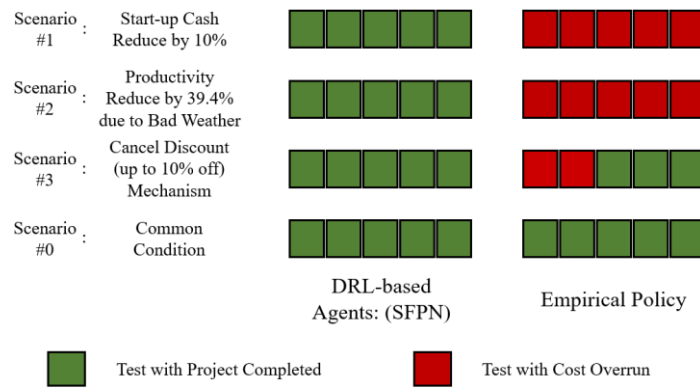 Scenario
#1
:
Start-up Cash
Reduce by 10%
Scenario
#2
:
Productivity
Reduce by 39.4%
due to Bad Weather
Scenario
#3
:
Cancel Discount
(up to 10% off)
Mechanism
Scenario
#0
:
Common
Condition
DRL-based
Agents: (SFPN)
Empirical Policy
Test with Project Completed
Test with Cost Overrun